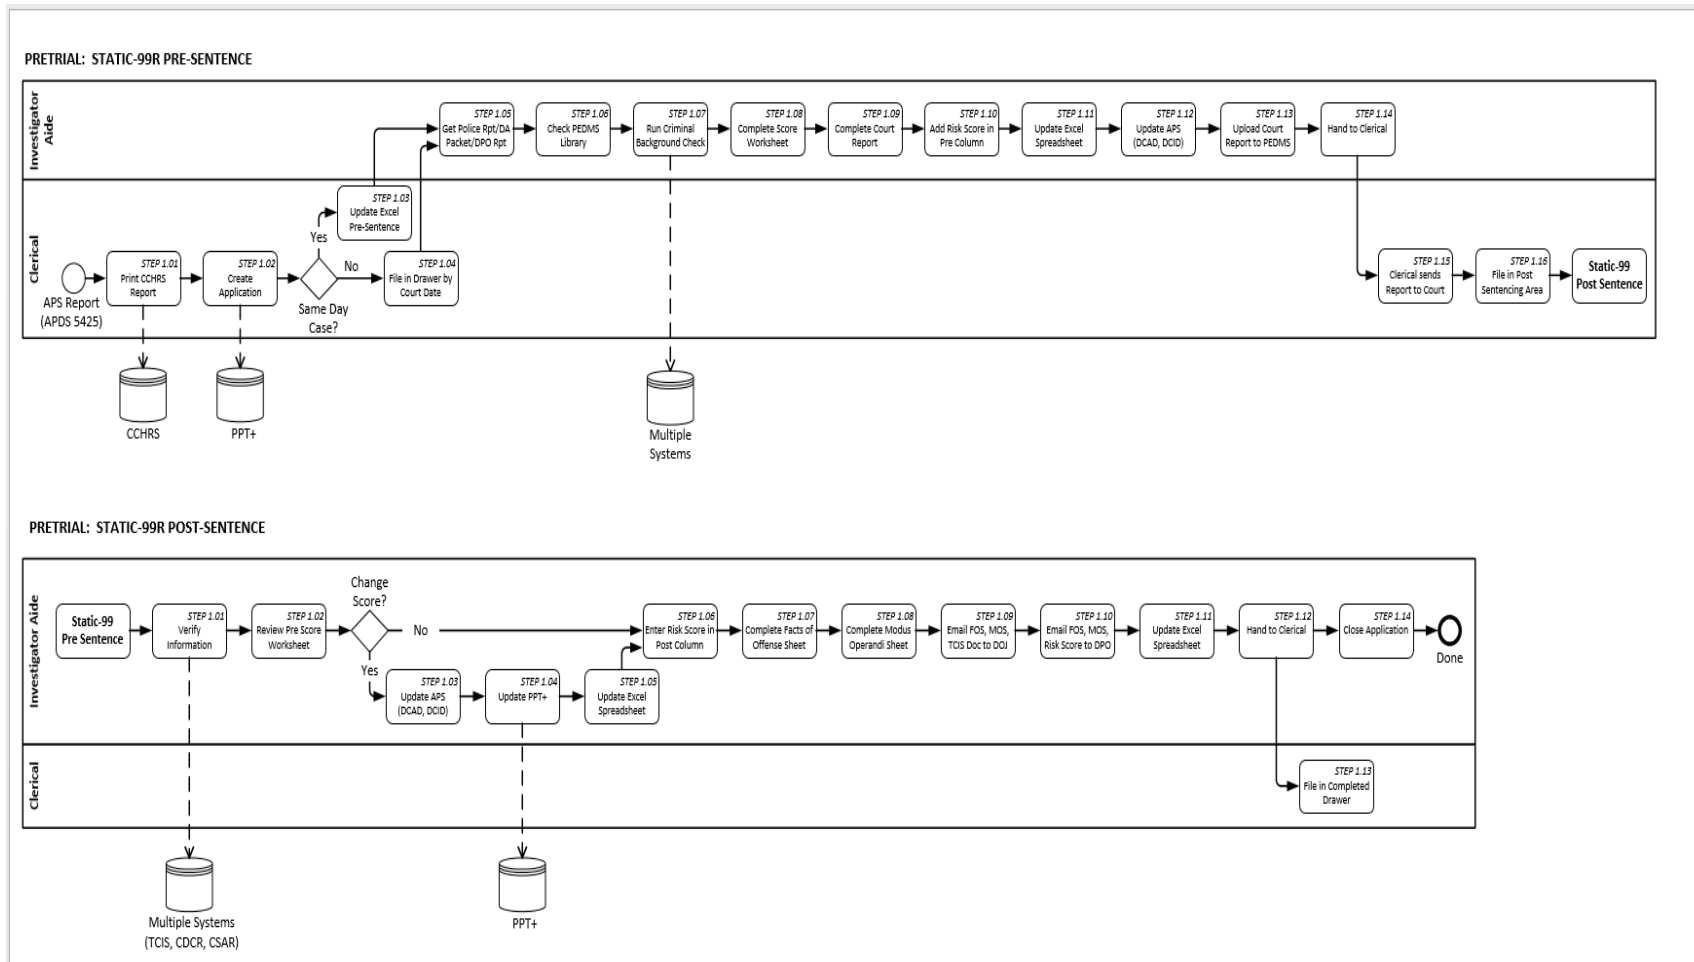 PRETRIAL:  STATIC-99R PRE-SENTENCE
Investigator
Aide
STEP 1.05
Get Police Rpt/DA
Packet/DPO Rpt
STEP 1.06
Check PEDMS
Library
STEP 1.07
Run Criminal
Background Check
STEP 1.08
Complete Score
Worksheet
STEP 1.09
Complete Court
Report
STEP 1.10
Add Risk Score in
Pre Column
STEP 1.11
Update Excel
Spreadsheet
STEP 1.12
Update APS
(DCAD, DCID)
STEP 1.13
Upload Court
Report to PEDMS
STEP 1.14
Hand to Clerical
Clerical
APS Report
(APDS 5425)
STEP 1.01
Print CCHRS
Report
STEP 1.02
Create
Application
Same Day
Case?
Yes
No
STEP 1.03
Update Excel
Pre-Sentence
STEP 1.04
File in Drawer by
Court Date
STEP 1.15
Clerical sends
Report to Court
STEP 1.16
File in Post
Sentencing Area
Static-99
Post Sentence
CCHRS
PPT+
Multiple
Systems
PRETRIAL:  STATIC-99R POST-SENTENCE
Investigator Aide
Static-99
Pre Sentence
STEP 1.01
Verify
Information
STEP 1.02
Review Pre Score
Worksheet
Change
Score?
No
Yes
STEP 1.03
Update APS
(DCAD, DCID)
STEP 1.04
Update PPT+
STEP 1.05
Update Excel
Spreadsheet
STEP 1.06
Enter Risk Score in
Post Column
STEP 1.07
Complete Facts of
Offense Sheet
STEP 1.08
Complete Modus
Operandi Sheet
STEP 1.09
Email FOS, MOS,
TCIS Doc to DOJ
STEP 1.10
Email FOS, MOS,
Risk Score to DPO
STEP 1.11
Update Excel
Spreadsheet
STEP 1.12
Hand to Clerical
STEP 1.14
Close Application
Done
Clerical
STEP 1.13
File in Completed
Drawer
Multiple Systems
(TCIS, CDCR, CSAR)
PPT+